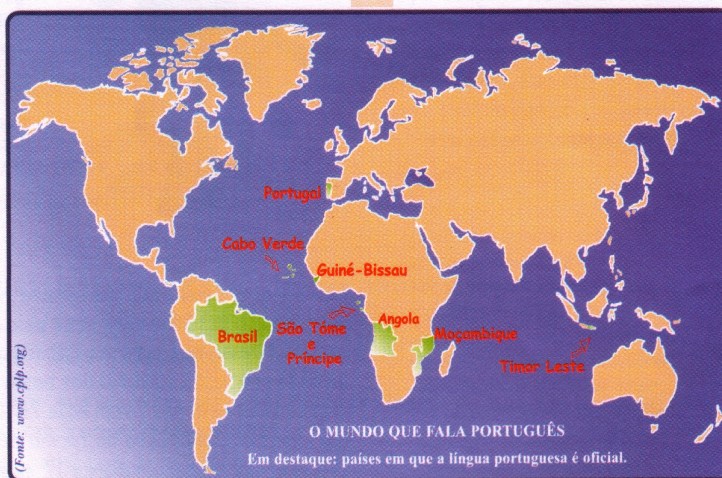 Portugal
Cabo Verde
Guiné-Bissau
São Tóme
e
Príncipe
Angola
Moçambique
Brasil
Timor Leste
(Fonte: www.cplp.org)
O MUNDO QUE FALA PORTUGUÊS
Em destaque: países em que a língua portuguesa é oficial.